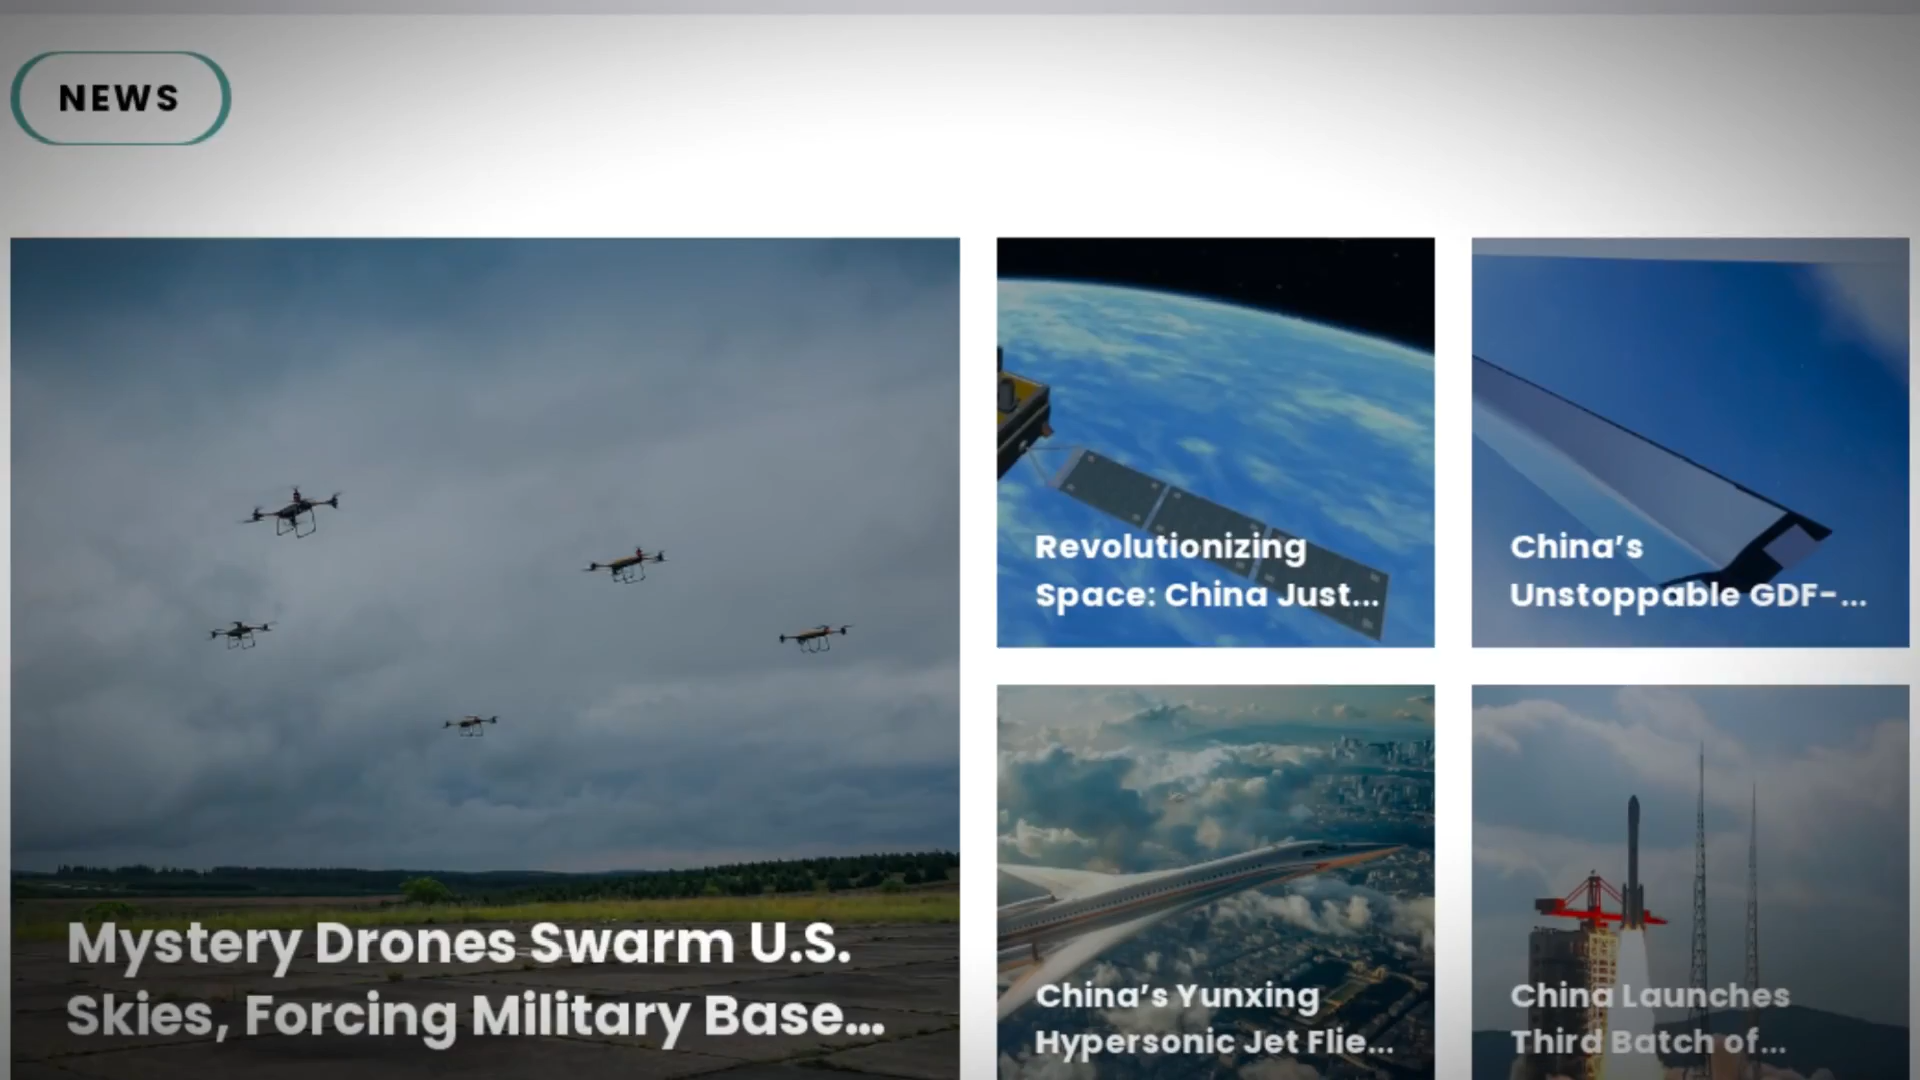 NEWS
Mystery Drones Swarm U.S.
Skies, Forcing Military Base...
Revolutionizing
Space: China Just...
China’s
Unstoppable GDF-...
China’s Yunxing
Hypersonic Jet Flie...
China Launches
Third Batch of...